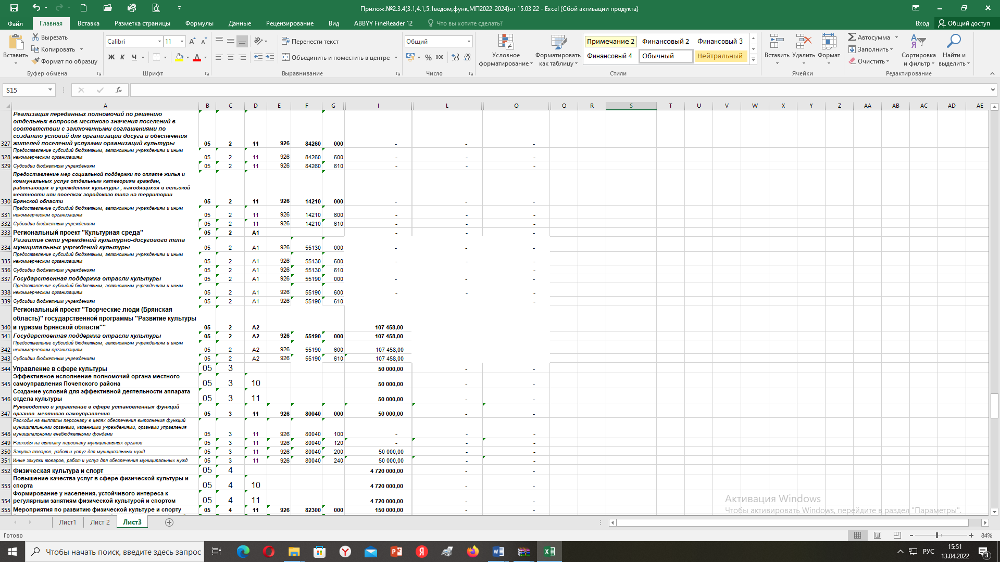 Прилож.№2.3.4(3.1,4.1,5.1ведом,функ,МП2022-2024)от 15.03 22 - Excel (Сбой активации продукта)
Файл Главная Вставка Разметка страницы Формулы Данные Рецензирование Вид ABBYY FineReader 12 Что вы хотите сделать? Вход Общий доступ
Вставить Вырезать Копировать Формат по образцу
Буфер обмена
Calibri 11
Ж К Ч А
Шрифт
Перенести текст
Объединить и поместить в центре
Выравнивание
Общий
% 000
Число
Условное форматирование Форматировать как таблицу
Примечание 2 Финансовый 2 Финансовый 3
Финансовый 4 Обычный Нейтральный
Стили
Вставить Удалить Формат
Ячейки
Автосумма Заполнить Очистить
Сортировка и фильтр Найти и выделить
Редактирование
S15 fx
A B C D E F G I L O Q R S T U V W X Y Z AA AB AC AD AE
Реализация переданных полномочий по решению
отдельных вопросов местного значения поселений в
соответствии с заключенными соглашениями по
созданию условий для организации досуга и обеспечения
327 жителей поселений услугами организаций культуры 05 2 11 926 84260 000 - - -
Предоставление субсидий бюджетным, автономным учреждениям и иным
328 некоммерческим организациям 05 2 11 926 84260 600 - - -
329 Субсидии бюджетным учреждениям 05 2 11 926 84260 610 - - -
Предоставление мер социальной поддержки по оплате жилья и
коммунальных услуг отдельным категориям граждан,
работающих в учреждениях культуры , находящихся в сельской
местности или поселках городского типа на территории
330 Брянской области 05 2 11 926 14210 000 - - -
Предоставление субсидий бюджетным, автономным учреждениям и иным
331 некоммерческим организациям 05 2 11 926 14210 600 - - -
332 Субсидии бюджетным учреждениям 05 2 11 926 14210 610 - - -
333 Региональный проект "Культурная среда" 05 2 A1 - - -
Развитие сети учреждений культурно-досугового типа
334 муниципальных учреждений культуры 05 2 A1 926 55130 000 - - -
Предоставление субсидий бюджетным, автономным учреждениям и иным
335 некоммерческим организациям 05 2 A1 926 55130 600 - - -
336 Субсидии бюджетным учреждениям 05 2 A1 926 55130 610 -
337 Государственная поддержка отрасли культуры 05 2 A1 926 55190 000 - - -
Предоставление субсидий бюджетным, автономным учреждениям и иным
338 некоммерческим организациям 05 2 A1 926 55190 600 - - -
339 Субсидии бюджетным учреждениям 05 2 A1 926 55190 610 -
Региональный проект "Творческие люди (Брянская
область)" государственной программы "Развитие культуры
340 и туризма Брянской области"" 05 2 A2 107 458,00
341 Государственная поддержка отрасли культуры 05 2 A2 926 55190 000 107 458,00
Предоставление субсидий бюджетным, автономным учреждениям и иным
342 некоммерческим организациям 05 2 A2 926 55190 600 107 458,00
343 Субсидии бюджетным учреждениям 05 2 A2 926 55190 610 107 458,00
344 Управление в сфере культуры 05 3 50 000,00 - -
Эффективное исполнение полномочий органа местного
345 самоуправления Почепского района 05 3 10 50 000,00 - -
Создание условий для эффективной деятельности аппарата
346 отдела культуры 05 3 11 50 000,00 - -
Руководство и управление в сфере установленных функций
347 органов местного самоуправления 05 3 11 926 80040 000 50 000,00 - -
Расходы на выплаты персоналу в целях обеспечения выполнения функций
муниципальными органами, казенными учреждениями, органами управления
348 муниципальными внебюджетными фондами 05 3 11 926 80040 100 - - -
349 Расходы на выплату персоналу муниципальных органов 05 3 11 926 80040 120 - - -
350 Закупка товаров, работ и услуг для муниципальных нужд 05 3 11 926 80040 200 50 000,00 - -
351 Иные закупки товаров, работ и услуг для обеспечения муниципальных нужд 05 3 11 926 80040 240 50 000,00 - -
352 Физическая культура и спорт 05 4 4 720 000,00 - -
Повышение качества услуг в сфере физической культуры и
353 спорта 05 4 10 4 720 000,00 - -
Формирование у населения, устойчивого интереса к
354 регулярным занятиям физической культурой и спортом 05 4 11 4 720 000,00 - -
355 Мероприятия по развитию физической культуре и спорту 05 4 11 926 82300 000 150 000,00 - -
Активация Windows
Чтобы активировать Windows, перейдите в раздел "Параметры".
Лист1 Лист 2 Лист3
Готово 84%
Чтобы начать поиск, введите здесь запрос
РУС 15:51
13.04.2022 3